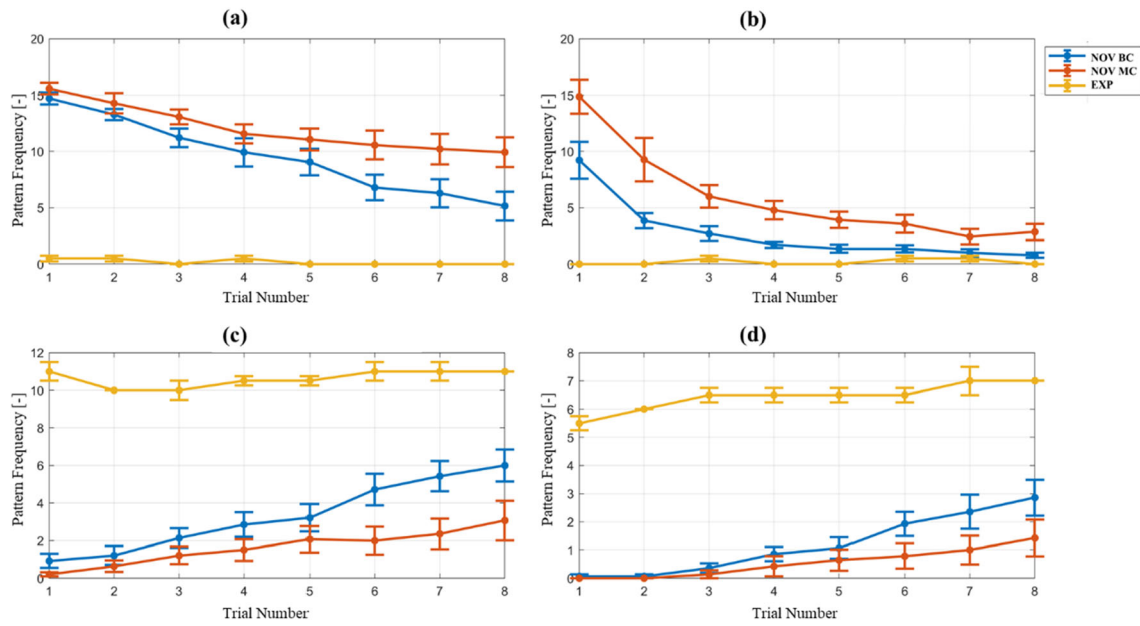 (a)
20
15
10
5
0
1 2 3 4 5 6 7 8
Pattern Frequency [-]
Trial Number
(b)
20
15
10
5
0
1 2 3 4 5 6 7 8
Pattern Frequency [-]
Trial Number
NOV BC
NOV MC
EXP
(c)
12
10
8
6
4
2
0
1 2 3 4 5 6 7 8
Pattern Frequency [-]
Trial Number
(d)
8
7
6
5
4
3
2
1
0
1 2 3 4 5 6 7 8
Pattern Frequency [-]
Trial Number